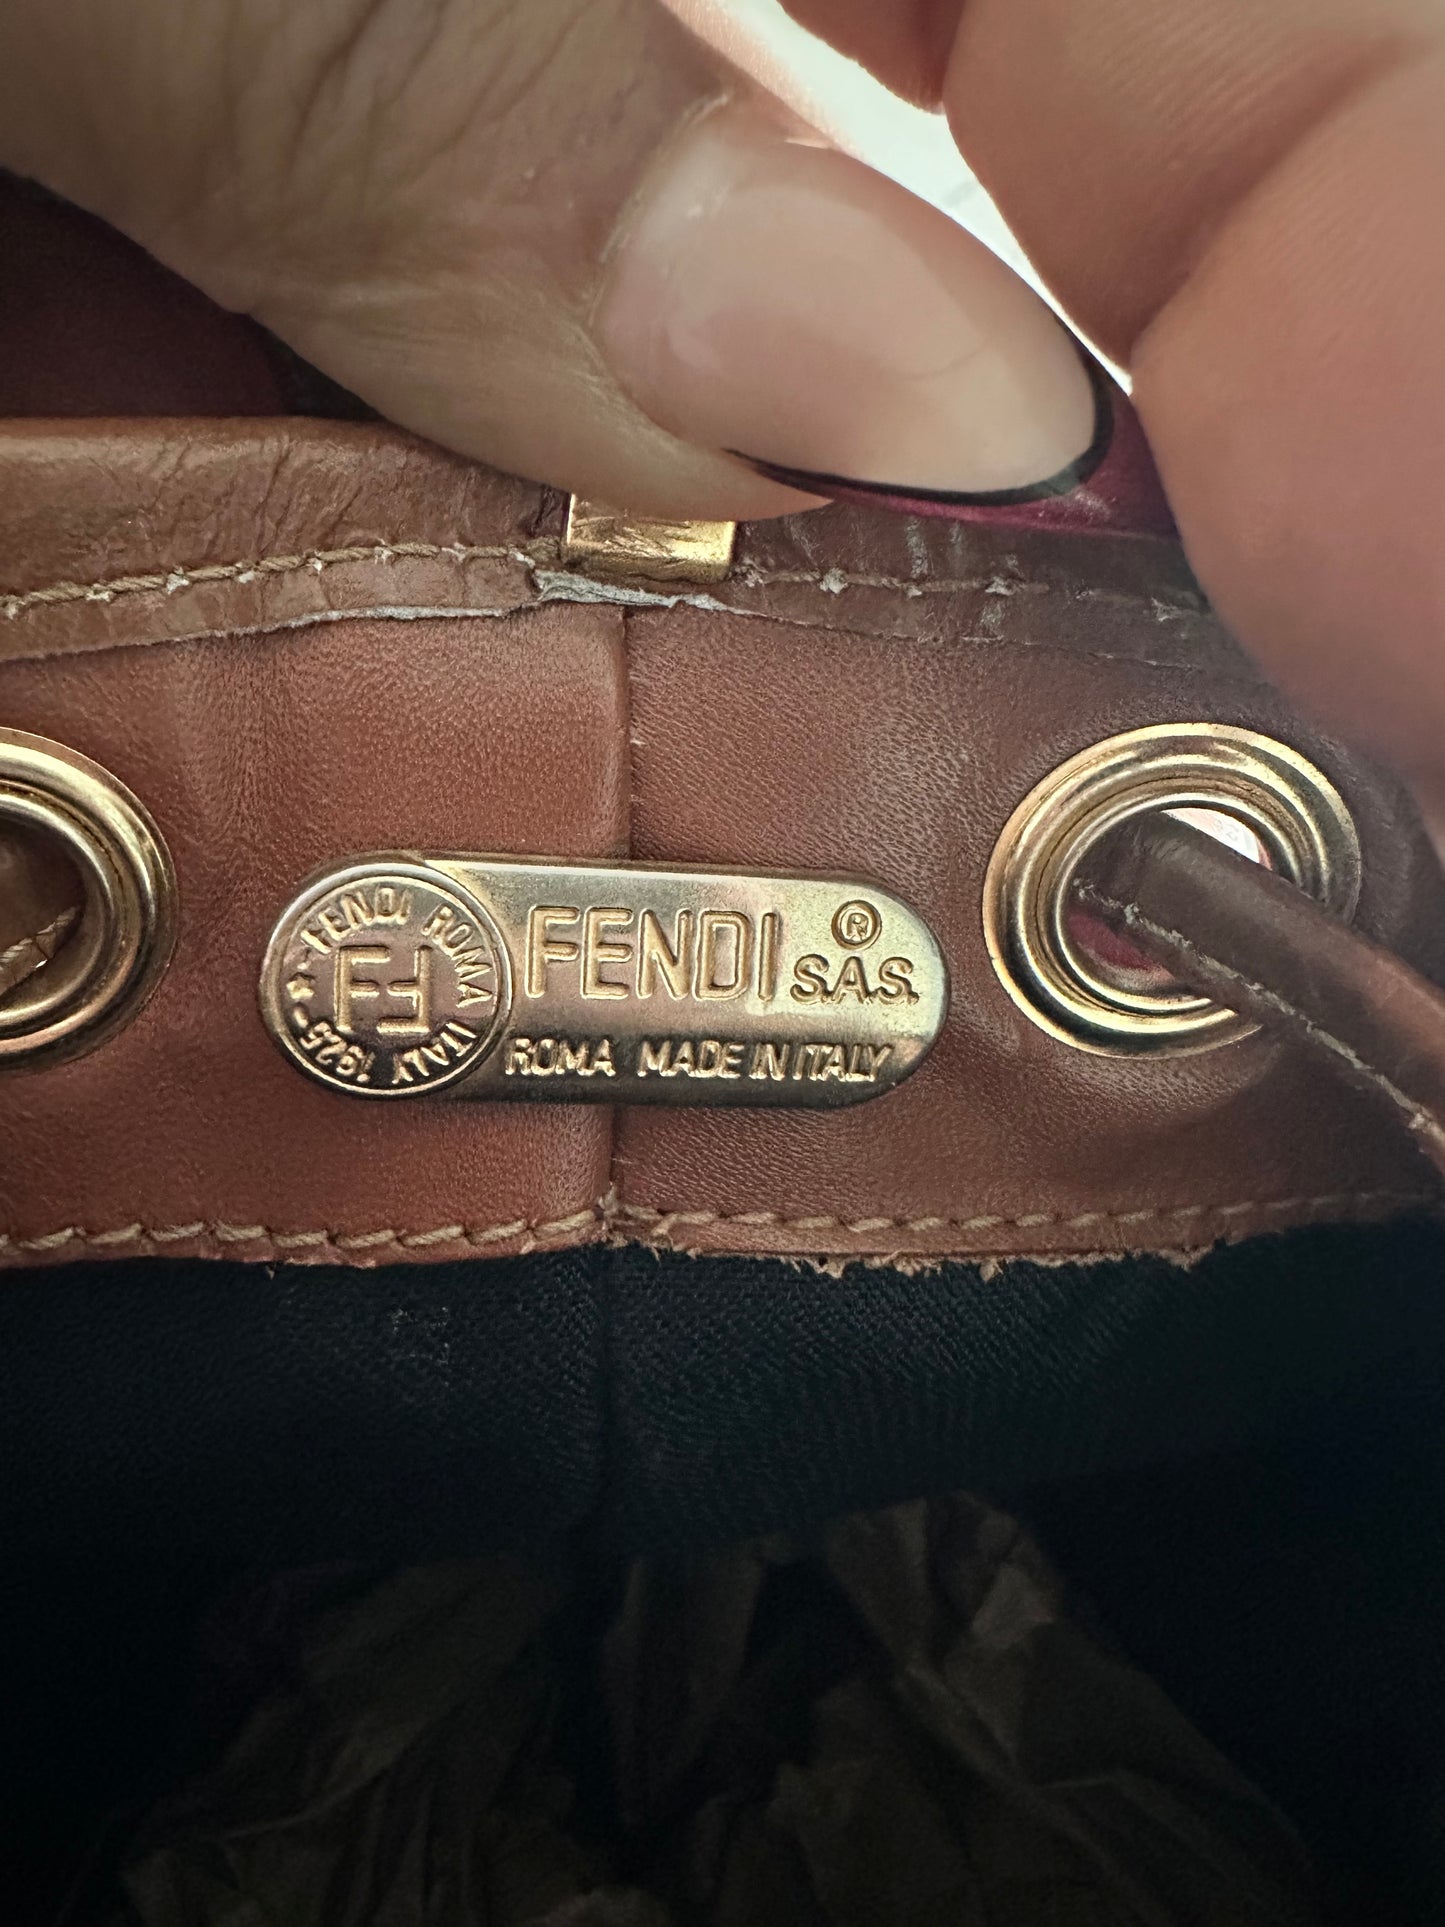 FENDI ROMA ITALY 1925
FF
FENDI ® S.A.S.
ROMA MADE IN ITALY